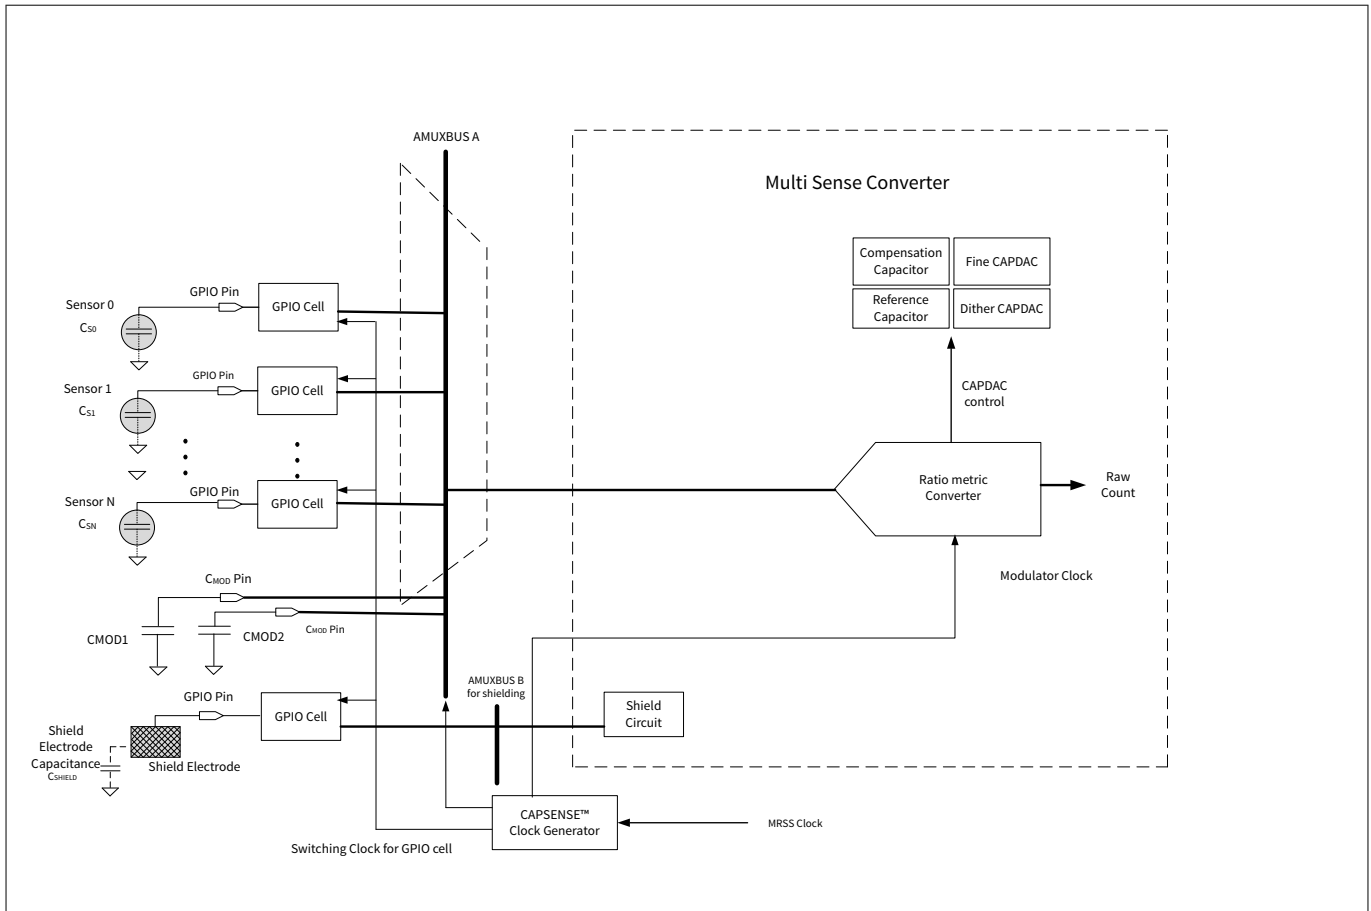 AMUXBUS A
Multi Sense Converter
Compensation
Capacitor
Fine CAPDAC
Reference
Capacitor
Dither CAPDAC
Sensor 0
CS0
GPIO Pin
GPIO Cell
Sensor 1
CS1
GPIO Pin
GPIO Cell
CAPDAC
control
Sensor N
CSN
GPIO Pin
GPIO Cell
Ratio metric
Converter
Raw
Count
Modulator Clock
CMOD Pin
CMOD1
CMOD2
CMOD Pin
AMUXBUS B
for shielding
GPIO Pin
GPIO Cell
Shield
Circuit
Shield
Electrode
Capacitance
CSHIELD
Shield Electrode
CAPSENSE™
Clock Generator
MRSS Clock
Switching Clock for GPIO cell